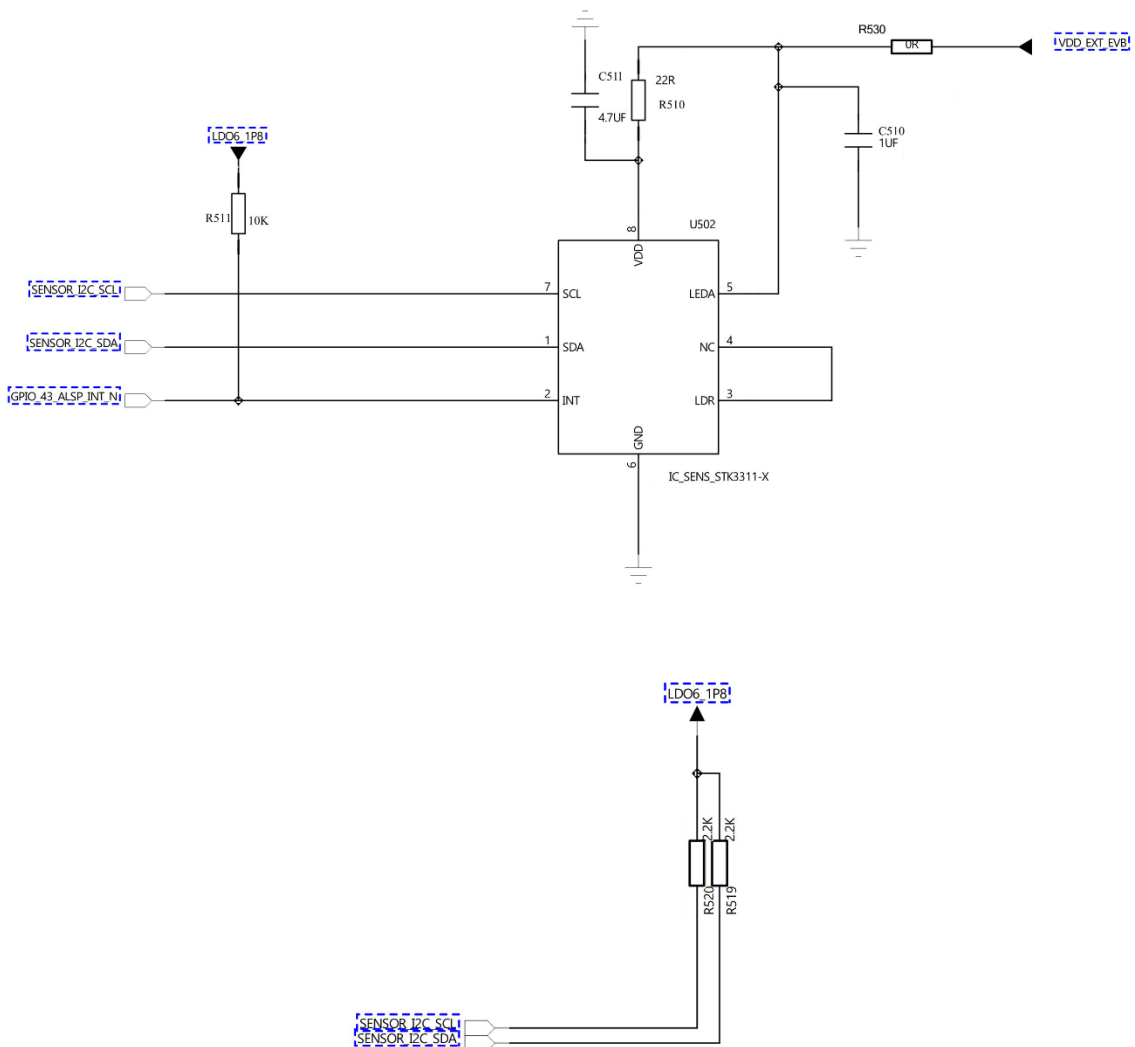 R530
0R
VDD_EXT_EVB
C511
4.7UF
22R
R510
C510
1UF
LDO6_1P8
R511
10K
U502
8
VDD
SENSOR_I2C_SCL
7
SCL
LEDA
5
SENSOR_I2C_SDA
1
SDA
NC
4
GPIO_43_ALSP_INT_N
2
INT
LDR
3
GND
6
IC_SENS_STK3311-X
LDO6_1P8
2.2K
2.2K
R520
R519
SENSOR_I2C_SCL
SENSOR_I2C_SDA